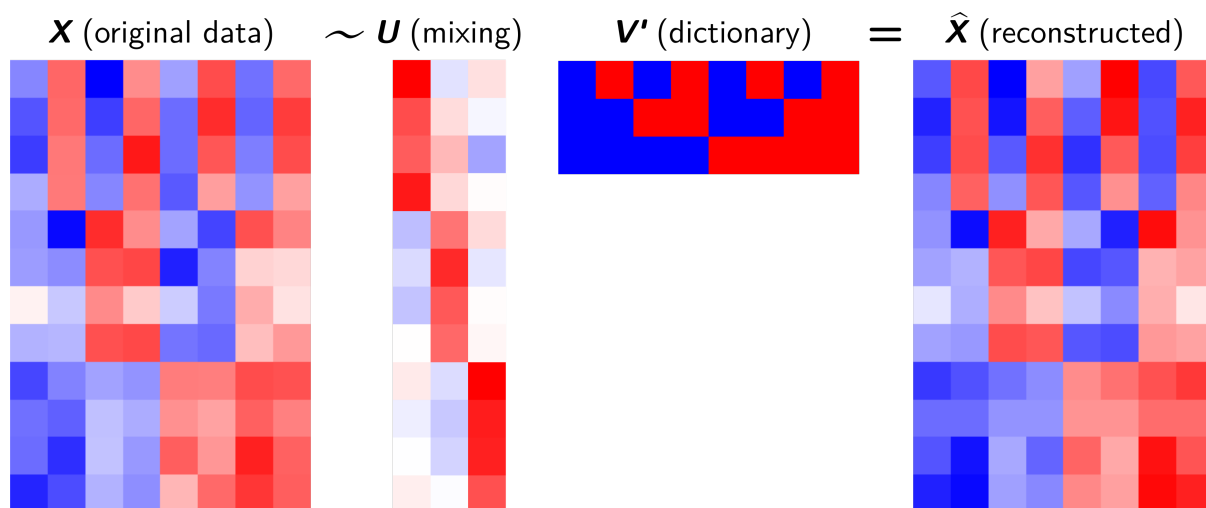 X (original data) ∼ U (mixing) V' (dictionary) = X̂ (reconstructed)